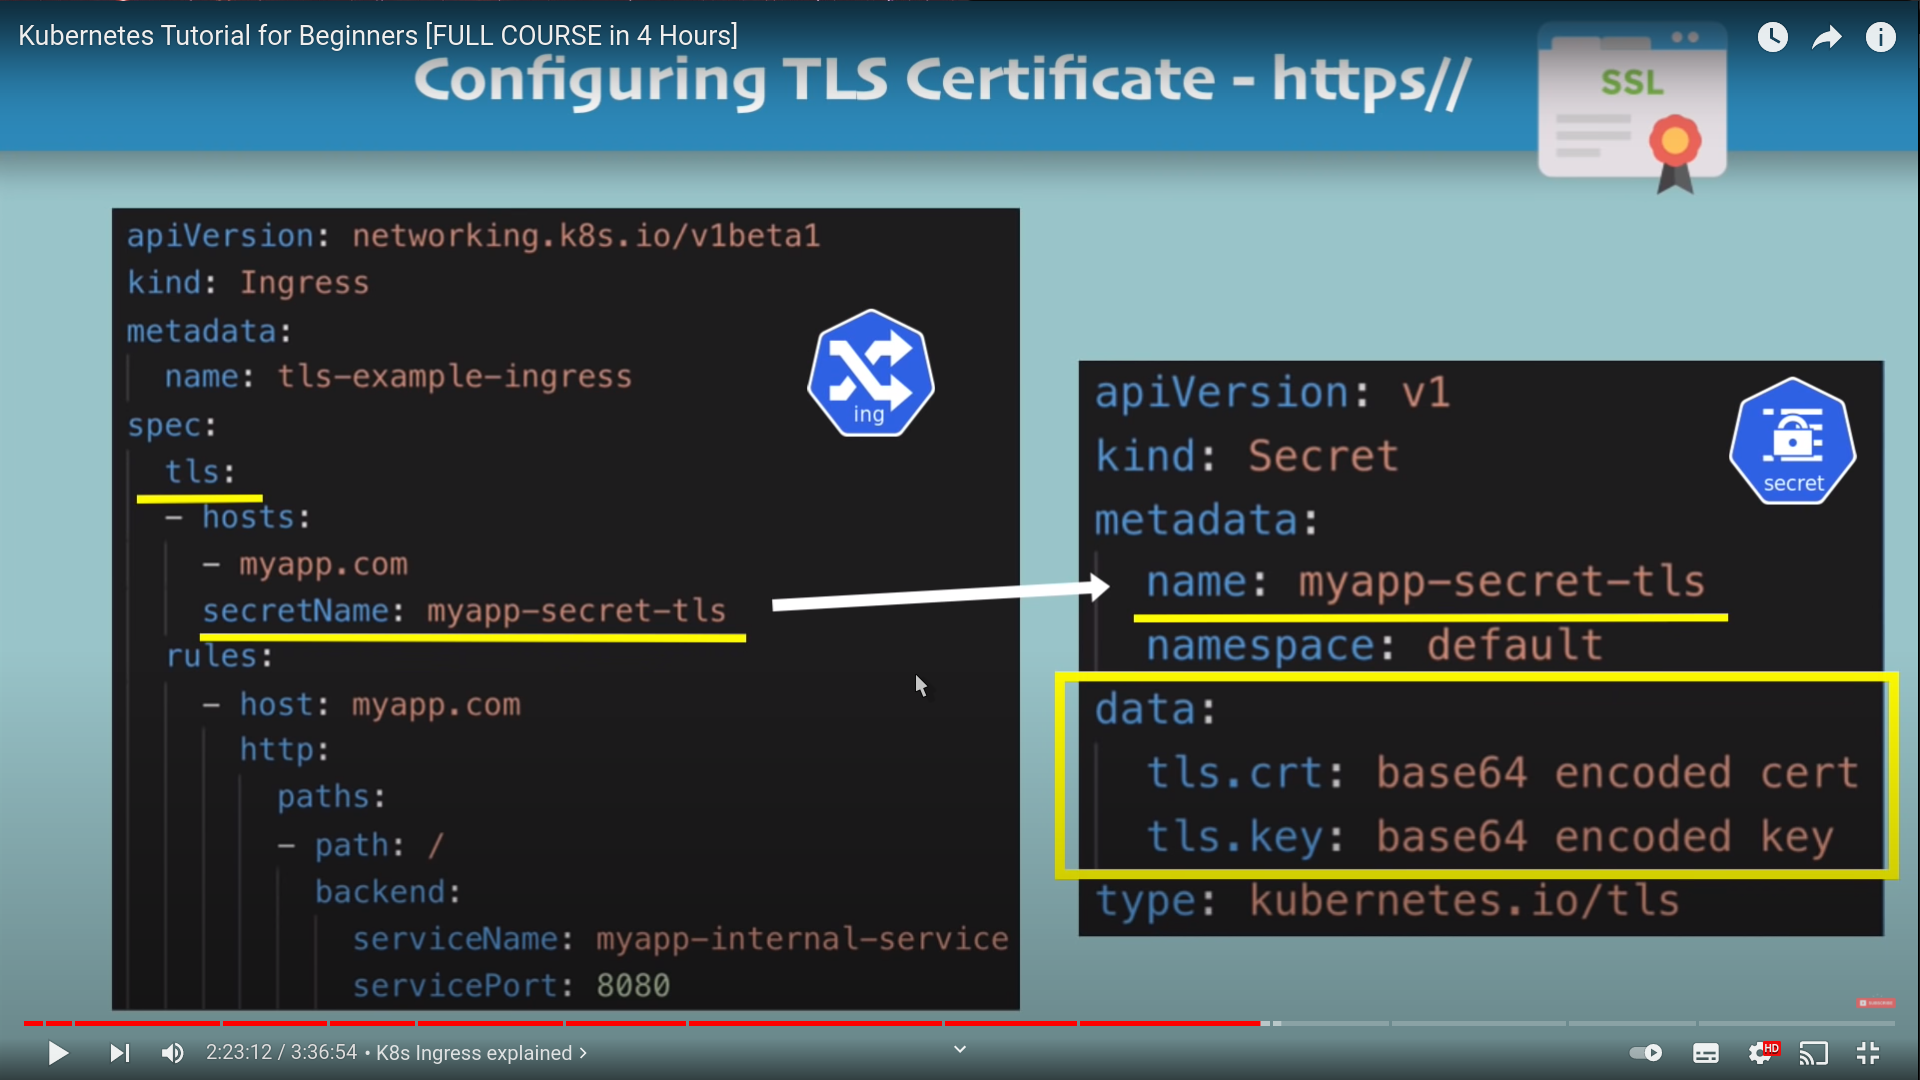 Kubernetes Tutorial for Beginners [FULL COURSE in 4 Hours]
Configuring TLS Certificate - https//
SSL
apiVersion: networking.k8s.io/v1beta1
kind: Ingress
metadata:
name: tls-example-ingress
spec:
tls:
- hosts:
- myapp.com
secretName: myapp-secret-tls
rules:
- host: myapp.com
http:
paths:
- path: /
backend:
serviceName: myapp-internal-service
servicePort: 8080
ing
apiVersion: v1
kind: Secret
metadata:
name: myapp-secret-tls
namespace: default
data:
tls.crt: base64 encoded cert
tls.key: base64 encoded key
type: kubernetes.io/tls
secret
SUBSCRIBE
2:23:12 / 3:36:54 • K8s Ingress explained >
HD